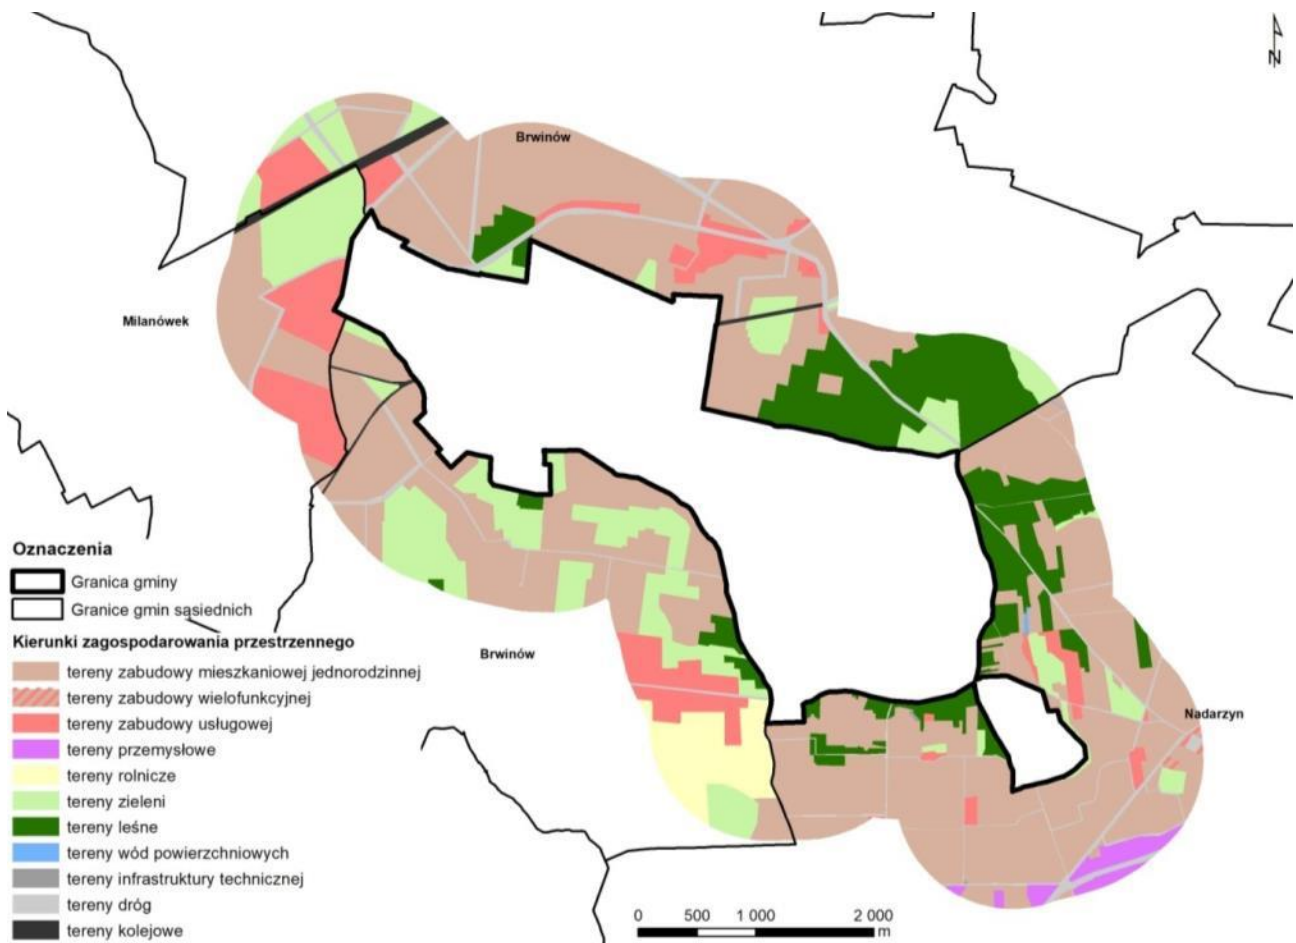 N
Brwinów
Milanówek
Oznaczenia
Granica gminy
Granice gmin sąsiednich
Kierunki zagospodarowania przestrzennego
tereny zabudowy mieszkaniowej jednorodzinnej
tereny zabudowy wielofunkcyjnej
tereny zabudowy usługowej
tereny przemysłowe
tereny rolnicze
tereny zieleni
tereny leśne
tereny wód powierzchniowych
tereny infrastruktury technicznej
tereny dróg
tereny kolejowe
Brwinów
Nadarzyn
0 500 1 000 2 000
m